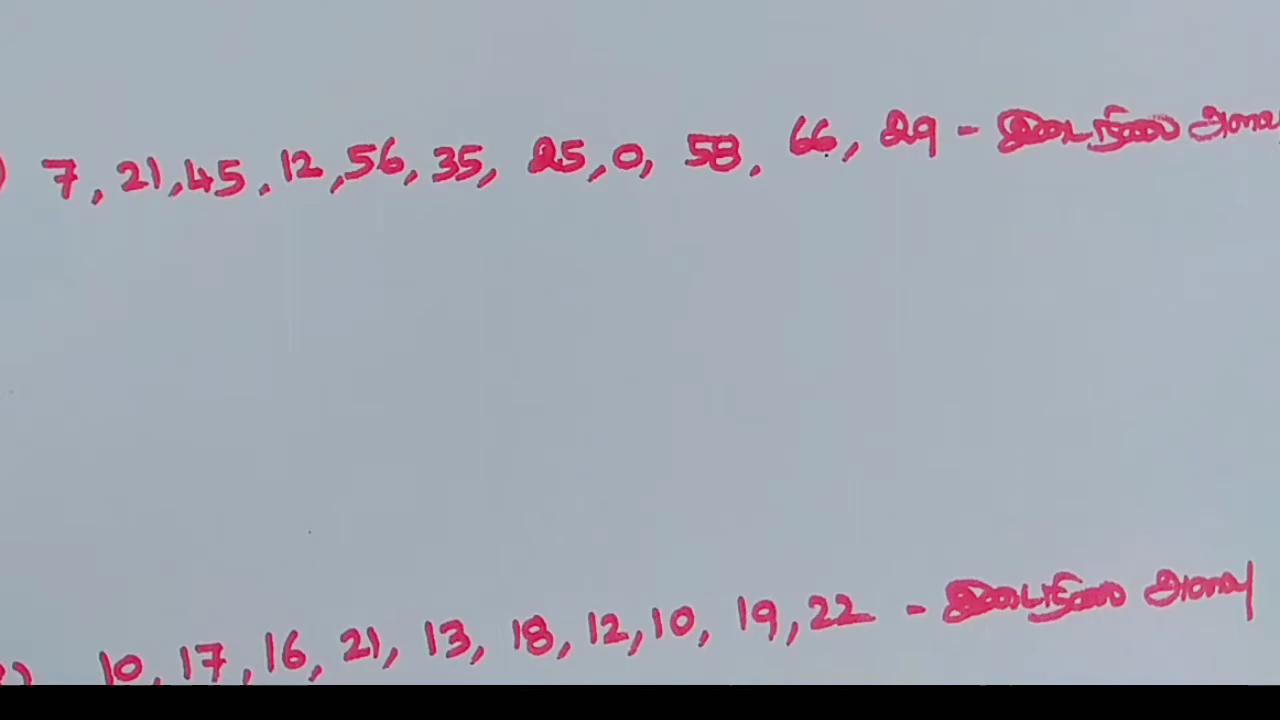 ) 7, 21, 45, 12, 56, 35, 25, 0, 58, 66, 29 - இடைநிலை அளவு
) 10, 17, 16, 21, 13, 18, 12, 10, 19, 22 - இடைநிலை அளவு